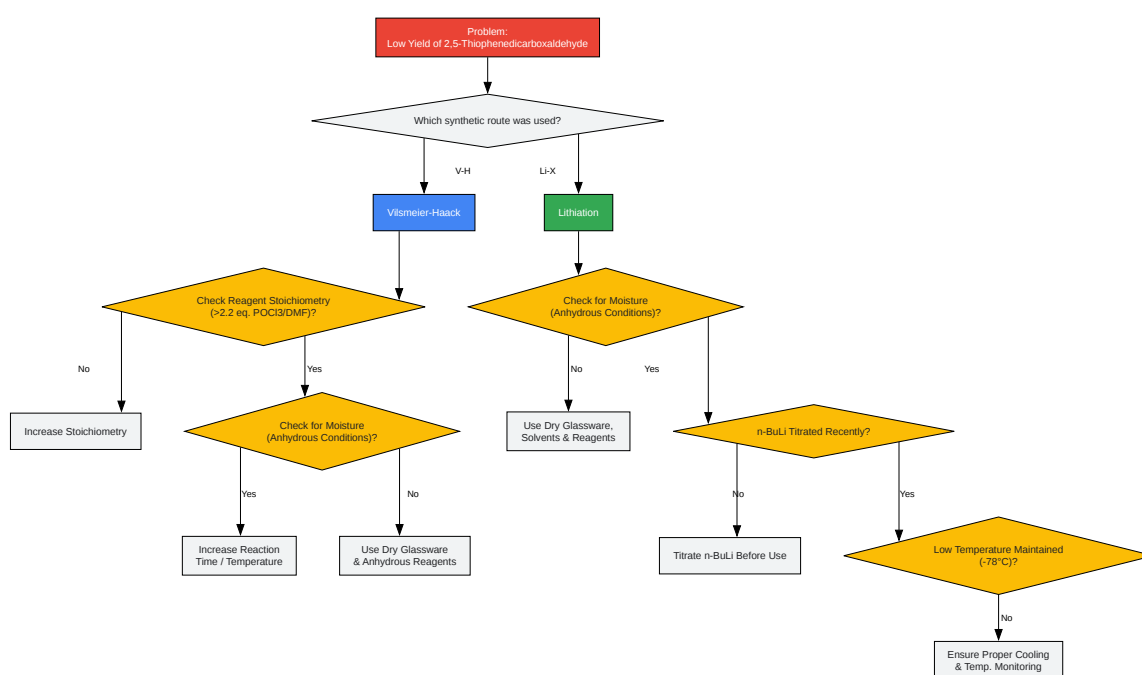 Problem:
Low Yield of 2,5-Thiophenedicarboxaldehyde
Which synthetic route was used?
V-H
Li-X
Vilsmeier-Haack
Lithiation
Check Reagent Stoichiometry
(>2.2 eq. POCl3/DMF)?
Check for Moisture
(Anhydrous Conditions)?
No
Yes
No
Yes
Increase Stoichiometry
Check for Moisture
(Anhydrous Conditions)?
Use Dry Glassware,
Solvents & Reagents
n-BuLi Titrated Recently?
Yes
No
No
Yes
Increase Reaction
Time / Temperature
Use Dry Glassware
& Anhydrous Reagents
Titrate n-BuLi Before Use
Low Temperature Maintained
(-78°C)?
No
Ensure Proper Cooling
& Temp. Monitoring